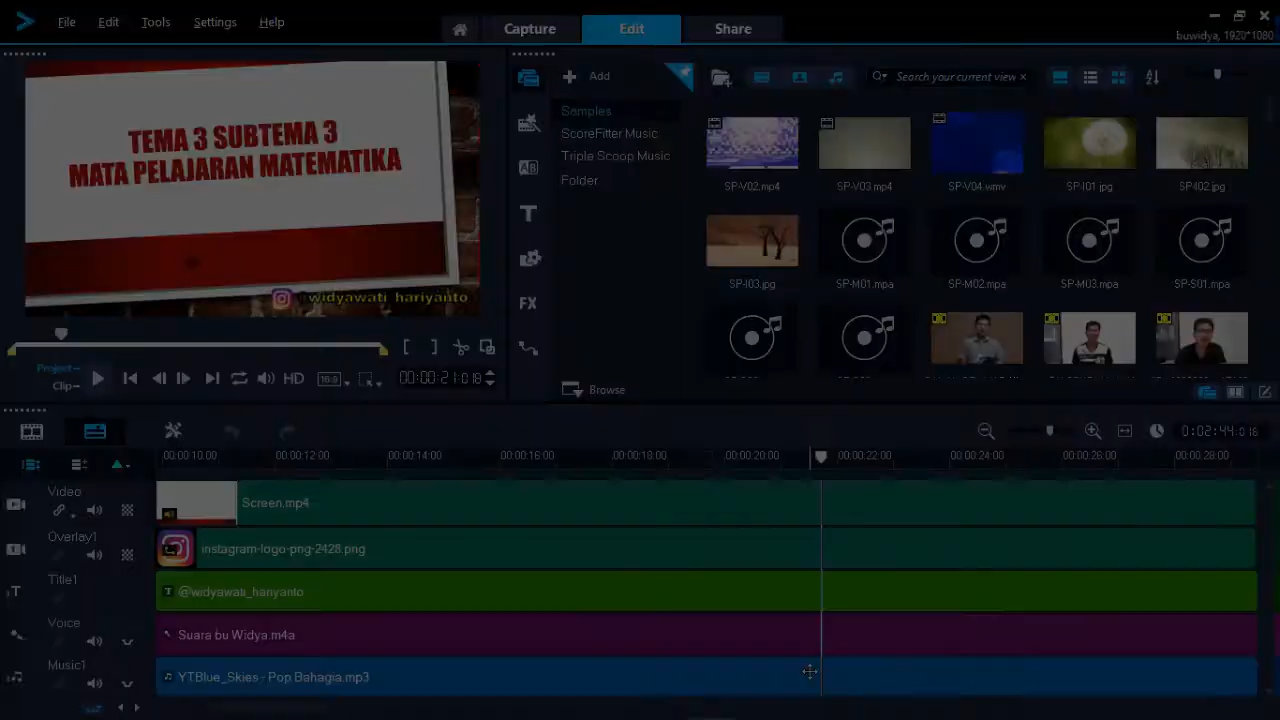 File Edit Tools Settings Help
Capture Edit Share
buwidya, 1920*1080
TEMA 3 SUBTEMA 3
MATA PELAJARAN MATEMATIKA
@widyawati_hariyanto
Project-
Clip-
HD
16:9
00:00:21:018
Add
Samples
ScoreFitter Music
Triple Scoop Music
Folder
FX
Browse
Search your current view
SP-V02.mp4 SP-V03.mp4 SP-V04.wmv SP-I01.jpg SP-I02.jpg
SP-I03.jpg SP-M01.mpa SP-M02.mpa SP-M03.mpa SP-S01.mpa
0:02:44:016
00:00:10:00 00:00:12:00 00:00:14:00 00:00:16:00 00:00:18:00 00:00:20:00 00:00:22:00 00:00:24:00 00:00:26:00 00:00:28:00
Video
Screen.mp4
Overlay1
instagram-logo-png-2428.png
Title1
@widyawati_hariyanto
Voice
Suara bu Widya.m4a
Music1
YTBlue_Skies - Pop Bahagia.mp3